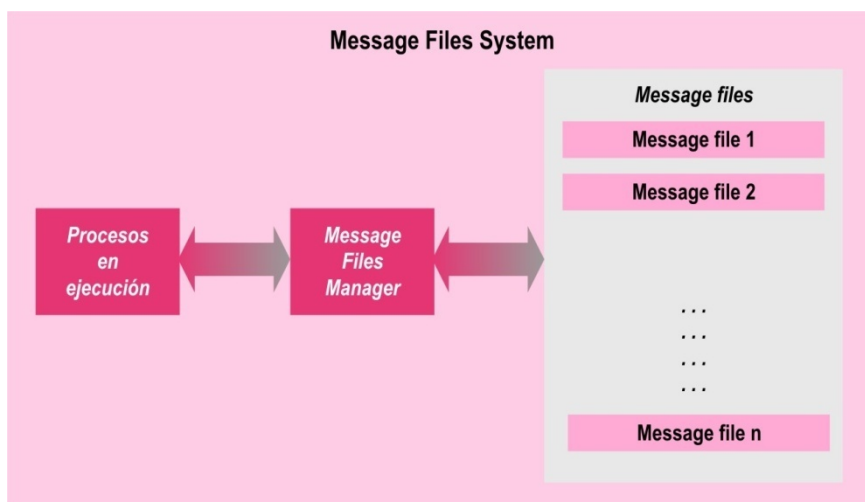 Message Files System
Procesos
en
ejecución
Message
Files
Manager
Message files
Message file 1
Message file 2
. . .
. . .
. . .
. . .
Message file n